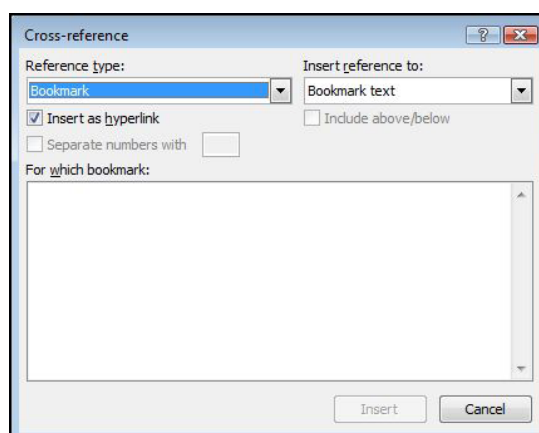 Cross-reference
Reference type: Insert reference to:
Bookmark Bookmark text
Insert as hyperlink Include above/below
Separate numbers with
For which bookmark:
Insert Cancel